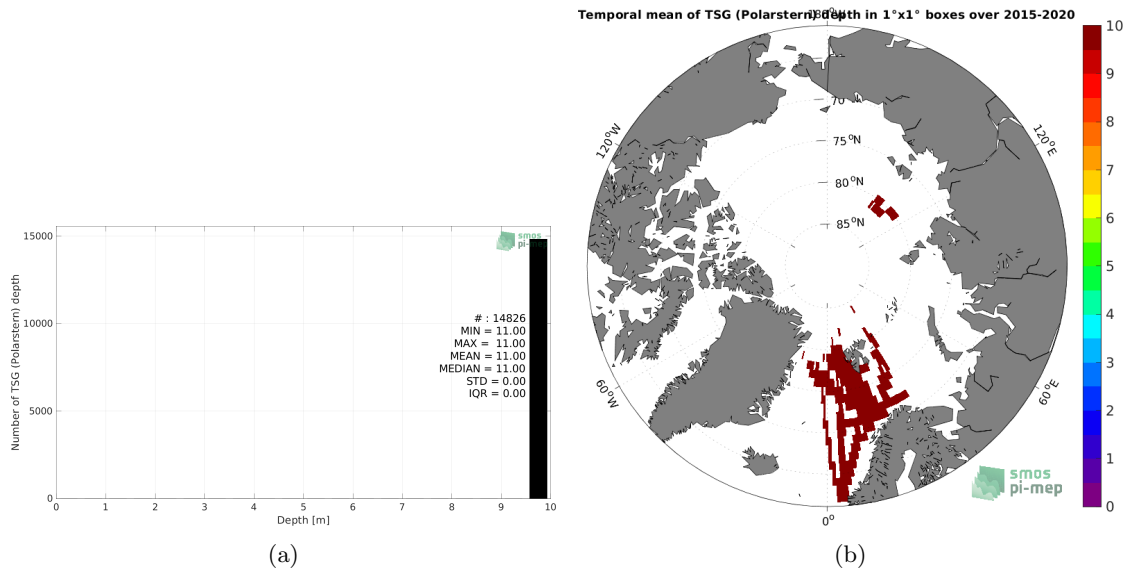 Temporal mean of TSG (Polarstern) depth in 1°x1° boxes over 2015-2020
180°
15000
10000
5000
0
Number of TSG (Polarstern) depth
smos
pi-mep
# : 14826
MIN = 11.00
MAX = 11.00
MEAN = 11.00
MEDIAN = 11.00
STD = 0.00
IQR = 0.00
0 1 2 3 4 5 6 7 8 9 10
Depth [m]
(a)
70°N
75°N
80°N
85°N
120°W
120°E
60°W
60°E
0°
smos
pi-mep
10
9
8
7
6
5
4
3
2
1
0
(b)